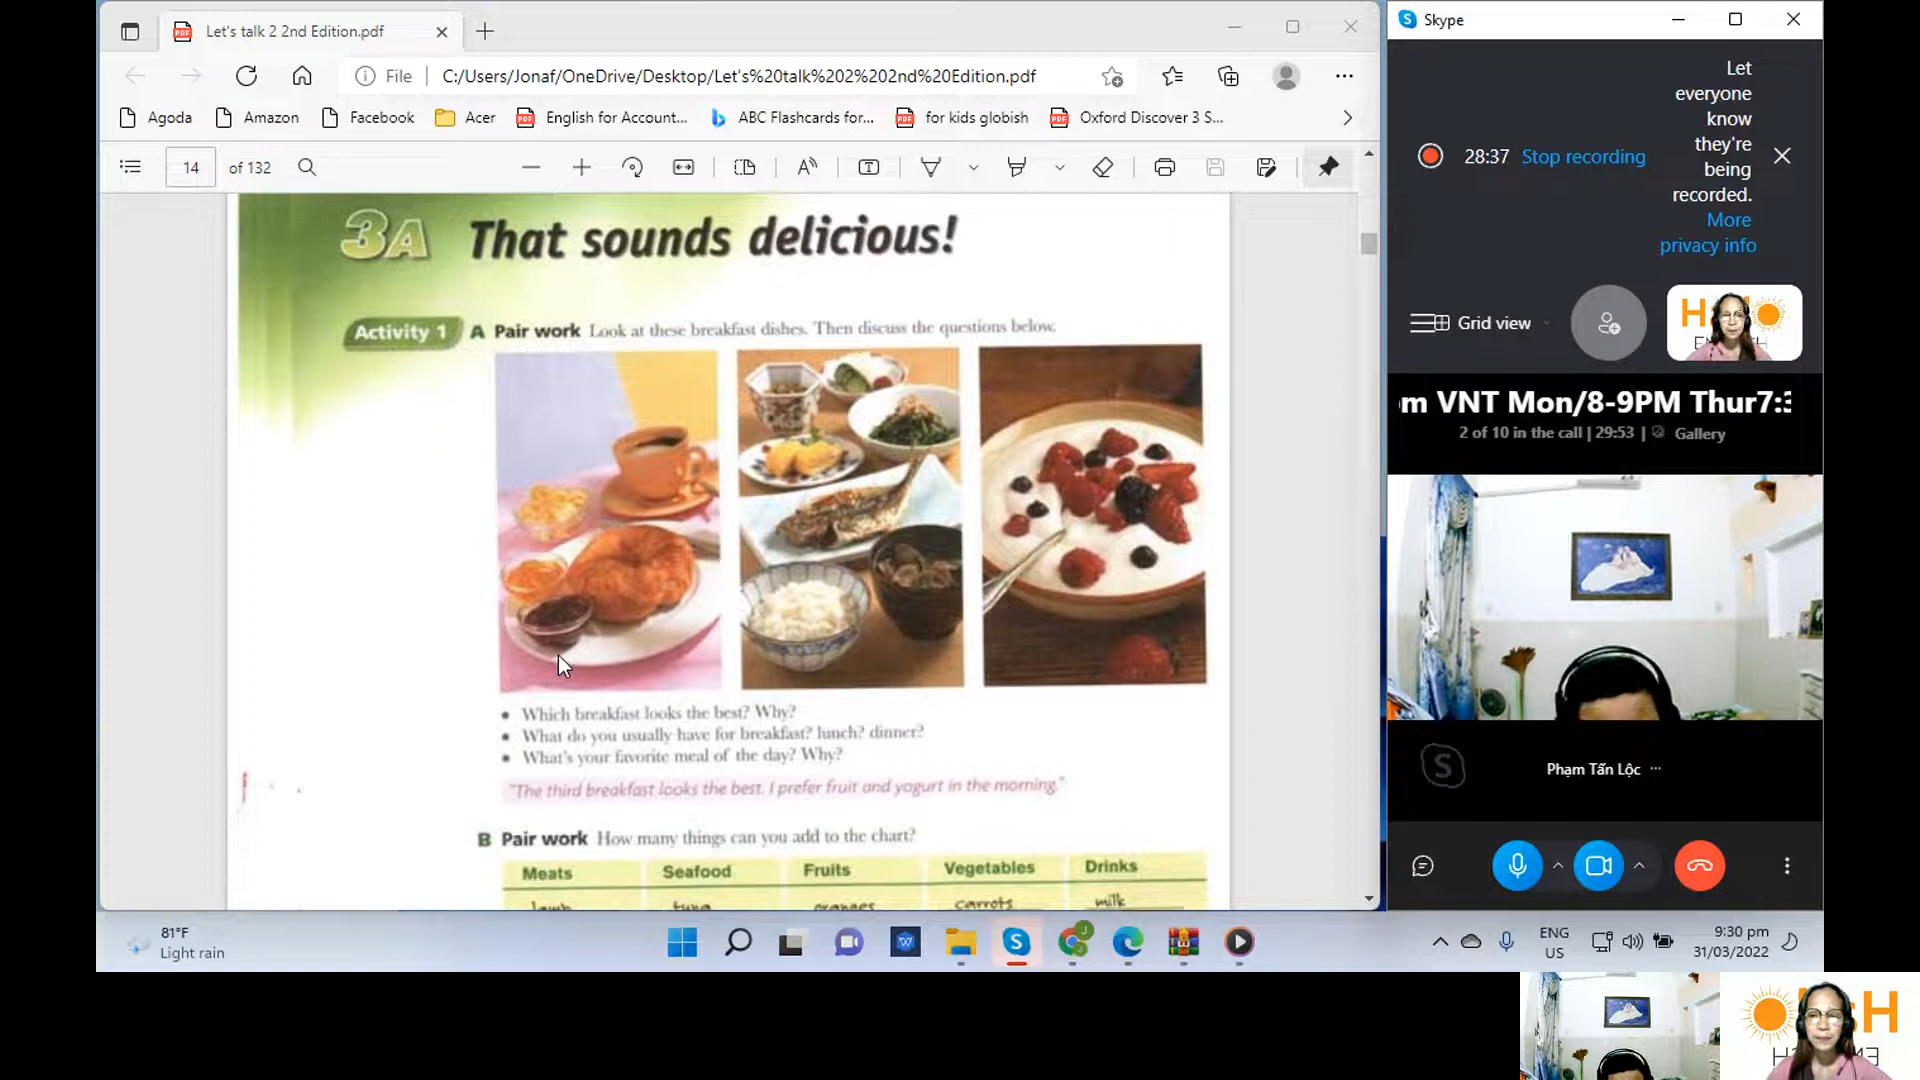 Let's talk 2 2nd Edition.pdf
File
C:/Users/Jonaf/OneDrive/Desktop/Let's%20talk%202%202nd%20Edition.pdf
Agoda
Amazon
Facebook
Acer
English for Account...
ABC Flashcards for...
for kids globish
Oxford Discover 3 S...
14 of 132
3A That sounds delicious!
Activity 1 A Pair work Look at these breakfast dishes. Then discuss the questions below.
• Which breakfast looks the best? Why?
• What do you usually have for breakfast? lunch? dinner?
• What's your favorite meal of the day? Why?
"The third breakfast looks the best. I prefer fruit and yogurt in the morning."
B Pair work How many things can you add to the chart?
Meats Seafood Fruits Vegetables Drinks
lamb tuna oranges carrots milk
Skype
28:37 Stop recording
Let
everyone
know
they're
being
recorded.
More
privacy info
Grid view
m VNT Mon/8-9PM Thur7:3
2 of 10 in the call | 29:53 | Gallery
Phạm Tấn Lộc ...
81°F
Light rain
ENG
US
9:30 pm
31/03/2022